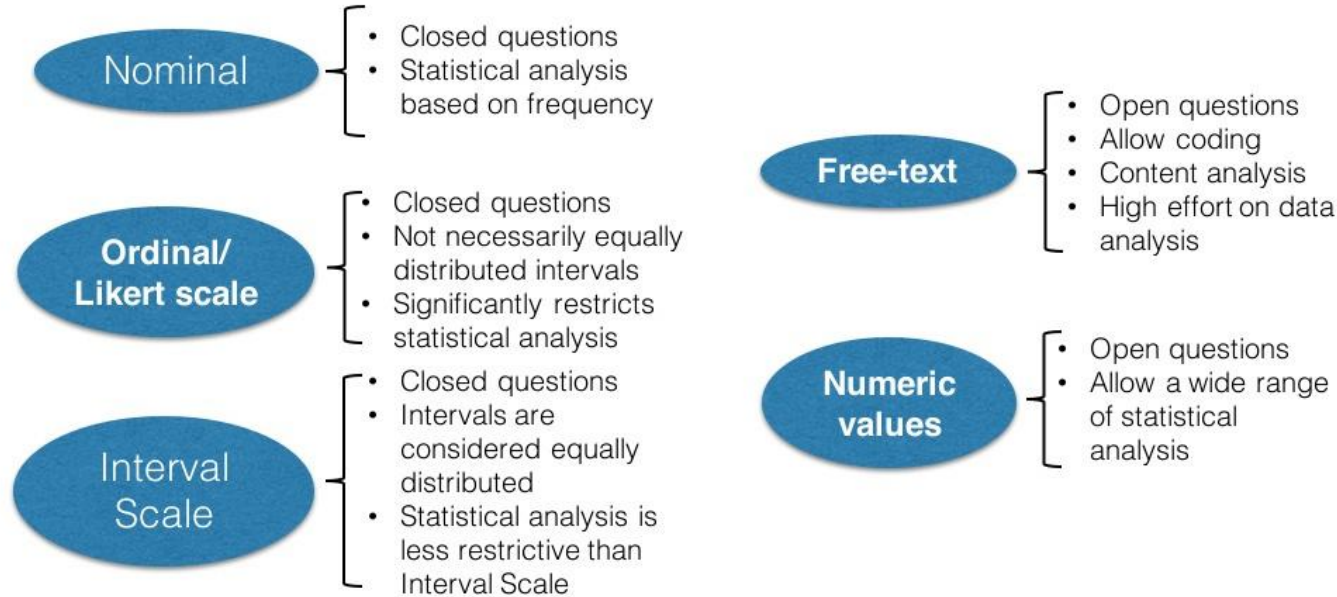 Nominal
• Closed questions
• Statistical analysis
based on frequency
Ordinal/
Likert scale
• Closed questions
• Not necessarily equally
distributed intervals
• Significantly restricts
statistical analysis
Interval
Scale
• Closed questions
• Intervals are
considered equally
distributed
• Statistical analysis is
less restrictive than
Interval Scale
Free-text
• Open questions
• Allow coding
• Content analysis
• High effort on data
analysis
Numeric
values
• Open questions
• Allow a wide range
of statistical
analysis